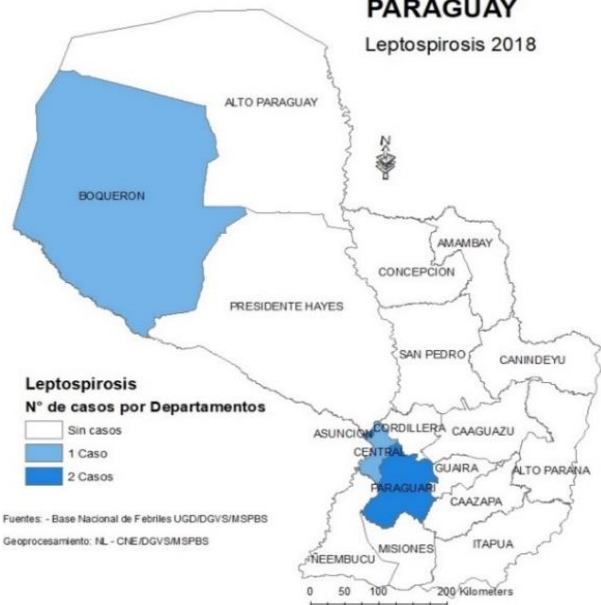 PARAGUAY
Leptospirosis 2018
ALTO PARAGUAY
N
BOQUERON
AMAMBAY
CONCEPCION
PRESIDENTE HAYES
SAN PEDRO
CANINDEYU
Leptospirosis
N° de casos por Departamentos
Sin casos
1 Caso
2 Casos
ASUNCION
CORDILLERA
CAAGUAZU
CENTRAL
GUAIRA
ALTO PARANA
PARAGUARI
CAAZAPA
ITAPUA
MISIONES
ÑEEMBUCU
Fuentes: - Base Nacional de Febriles UGD/DGVS/MSPBS
Geoprocesamiento: NL - CNE/DGVS/MSPBS
0 50 100 200 Kilometers